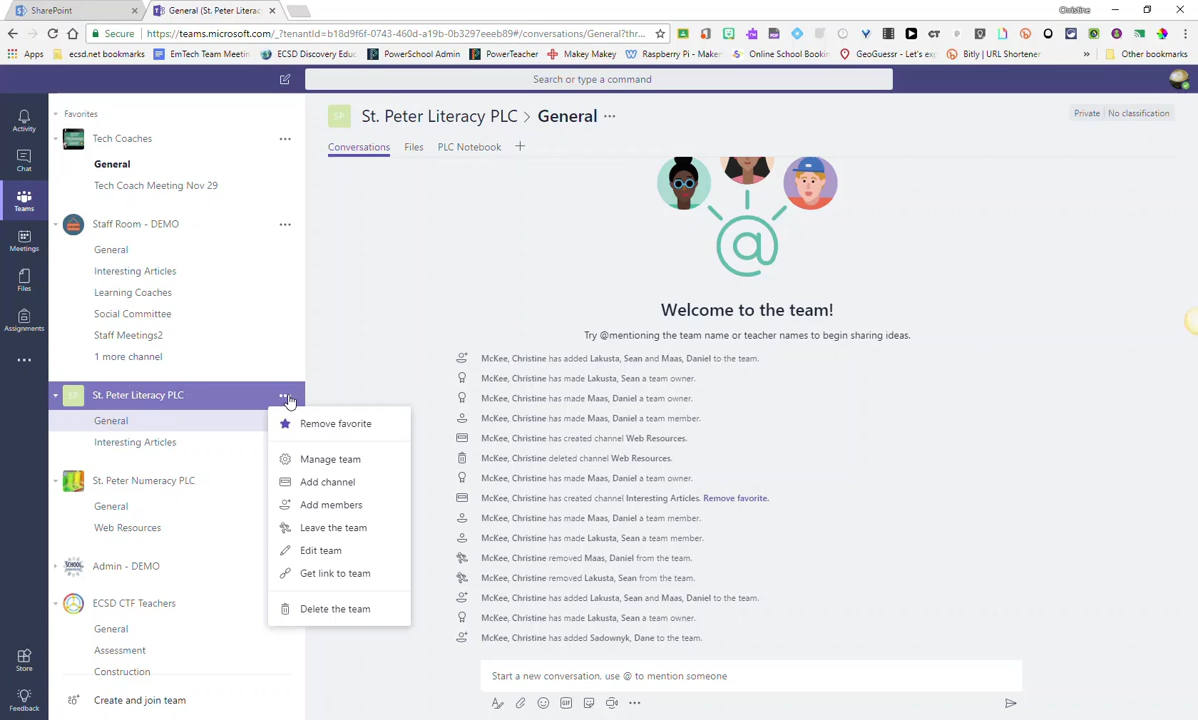 SharePoint
General (St. Peter Literac
Christine
Secure
https://teams.microsoft.com/_?tenantId=b18d9f6f-0743-460d-a19b-0b3297eeeb89#/conversations/General?thr...
Apps
ecsd.net bookmarks
EmTech Team Meetin
ECSD Discovery Educ
PowerSchool Admin
PowerTeacher
Makey Makey
Raspberry Pi - Maker
Online School Bookin
GeoGuessr - Let's ex
Bitly | URL Shortener
»
Other bookmarks
Search or type a command
Activity
Chat
Teams
Meetings
Files
Assignments
Store
Feedback
Favorites
Tech Coaches
General
Tech Coach Meeting Nov 29
Staff Room - DEMO
General
Interesting Articles
Learning Coaches
Social Committee
Staff Meetings2
1 more channel
SP
St. Peter Literacy PLC
General
Interesting Articles
St. Peter Numeracy PLC
General
Web Resources
Admin - DEMO
ECSD CTF Teachers
General
Assessment
Construction
Create and join team
Remove favorite
Manage team
Add channel
Add members
Leave the team
Edit team
Get link to team
Delete the team
SP
St. Peter Literacy PLC > General ...
Private | No classification
Conversations
Files
PLC Notebook
+
@
Welcome to the team!
Try @mentioning the team name or teacher names to begin sharing ideas.
McKee, Christine has added Lakusta, Sean and Maas, Daniel to the team.
McKee, Christine has made Lakusta, Sean a team owner.
McKee, Christine has made Maas, Daniel a team owner.
McKee, Christine has made Maas, Daniel a team member.
McKee, Christine has created channel Web Resources.
McKee, Christine deleted channel Web Resources.
McKee, Christine has made Maas, Daniel a team owner.
McKee, Christine has created channel Interesting Articles. Remove favorite.
McKee, Christine has made Maas, Daniel a team member.
McKee, Christine has made Lakusta, Sean a team member.
McKee, Christine removed Maas, Daniel from the team.
McKee, Christine removed Lakusta, Sean from the team.
McKee, Christine has added Lakusta, Sean and Maas, Daniel to the team.
McKee, Christine has made Lakusta, Sean a team owner.
McKee, Christine has added Sadownyk, Dane to the team.
Start a new conversation, use @ to mention someone
GIF